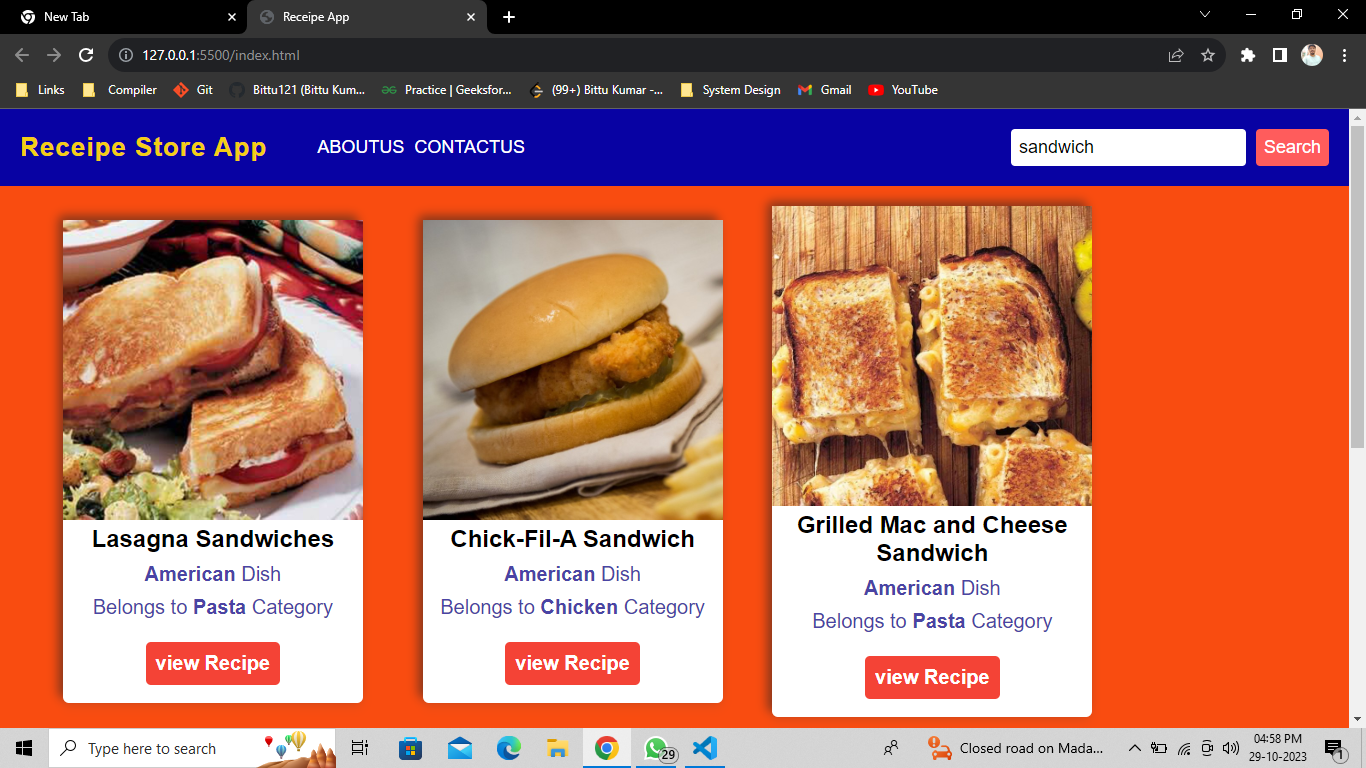 New Tab
Receipe App
127.0.0.1:5500/index.html
Links
Compiler
Git
Bittu121 (Bittu Kum...
Practice | Geeksfor...
(99+) Bittu Kumar -...
System Design
Gmail
YouTube
Receipe Store App
ABOUTUS CONTACTUS
sandwich
Search
Lasagna Sandwiches
American Dish
Belongs to Pasta Category
view Recipe
Chick-Fil-A Sandwich
American Dish
Belongs to Chicken Category
view Recipe
Grilled Mac and Cheese
Sandwich
American Dish
Belongs to Pasta Category
view Recipe
Type here to search
29
Closed road on Mada...
04:58 PM
29-10-2023
1